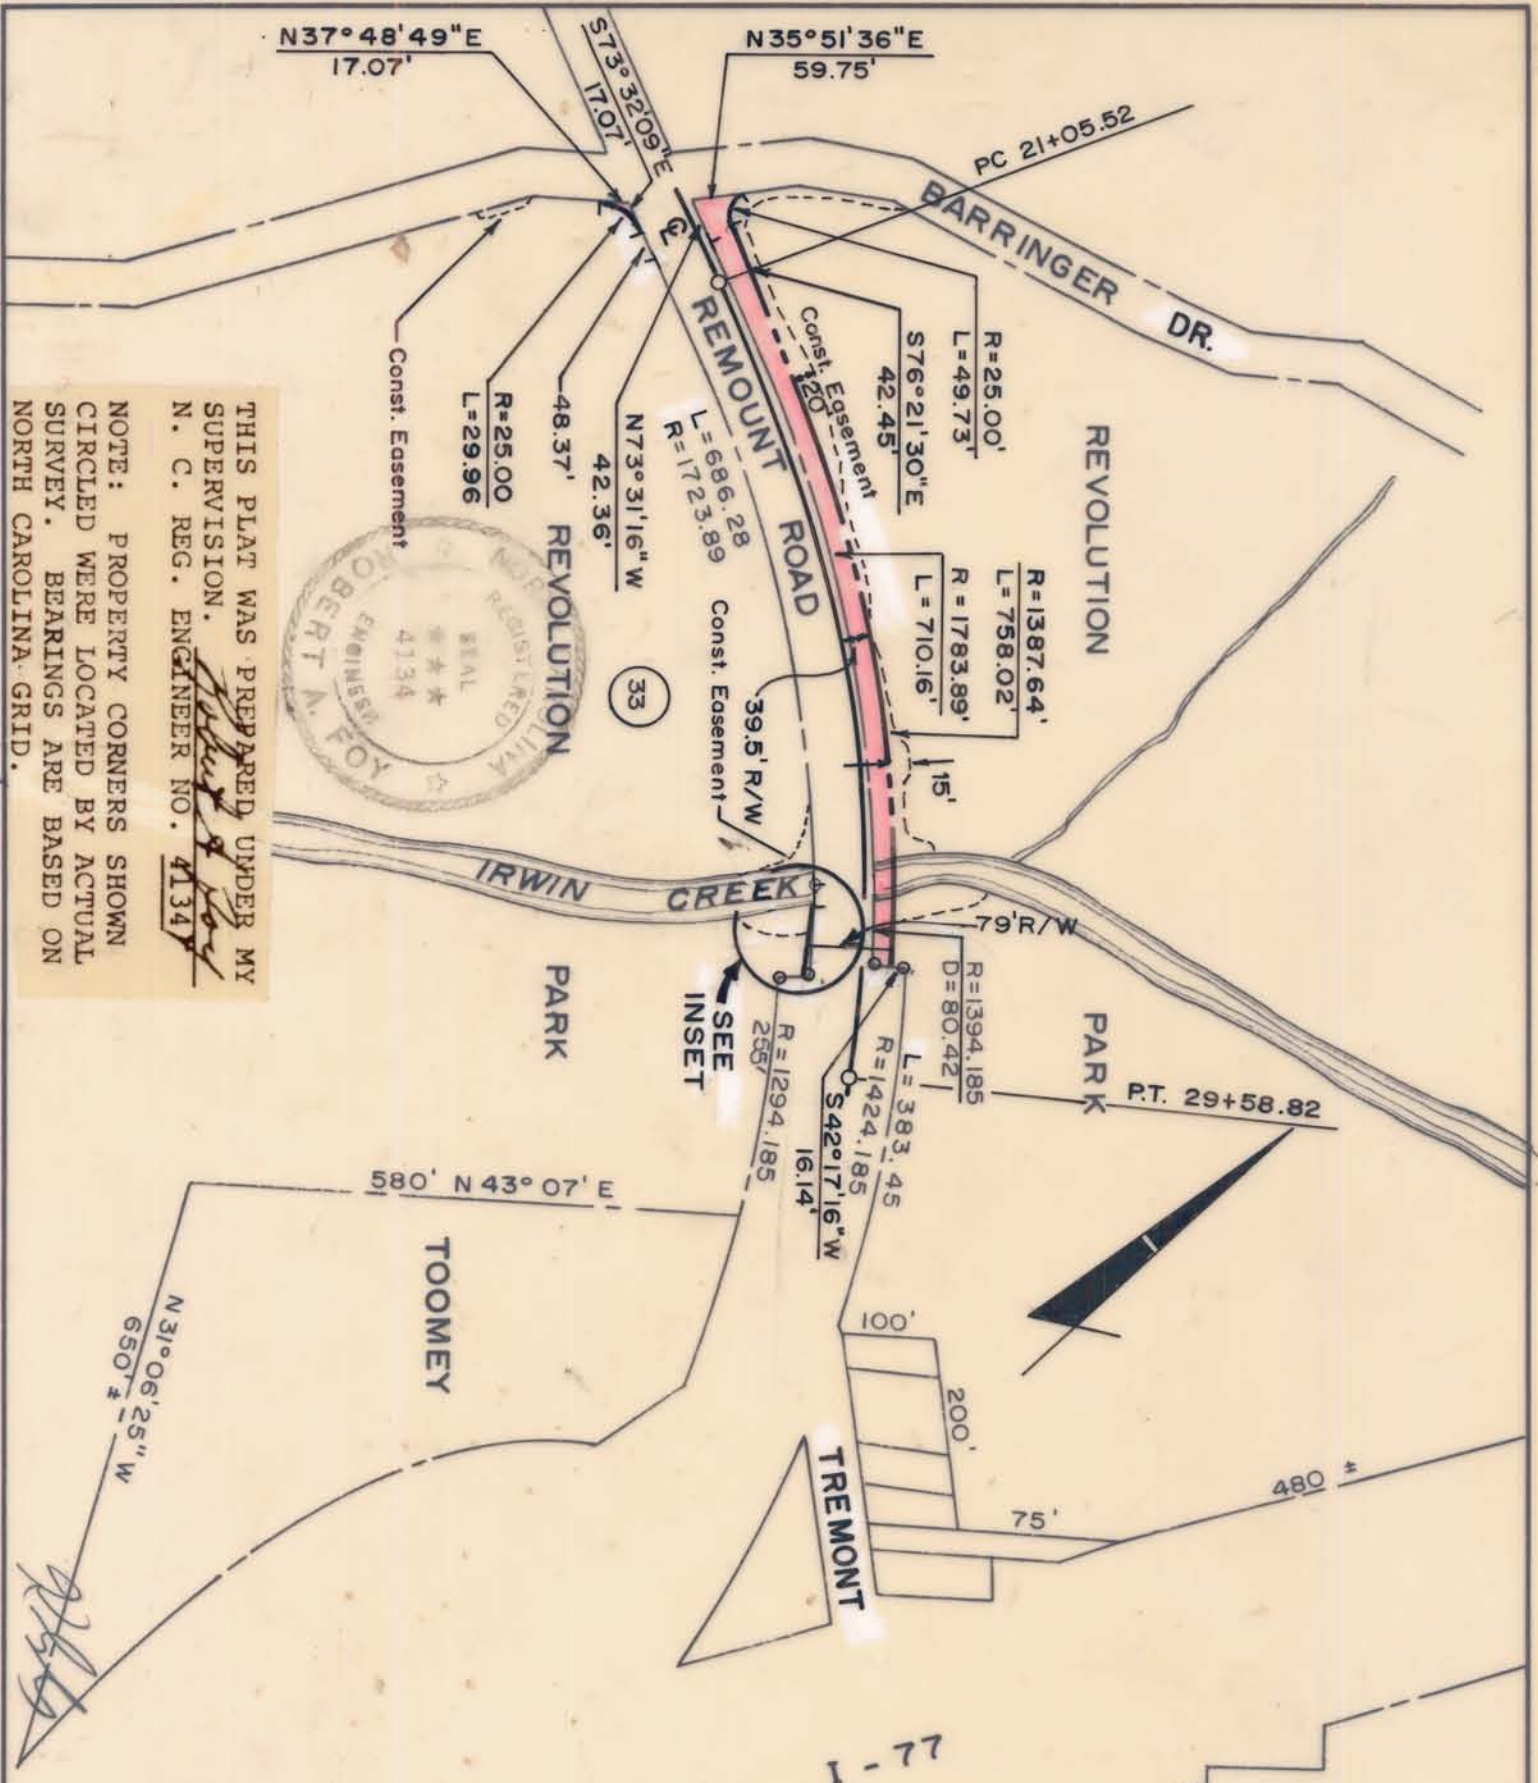 N37°48'49"E
17.07'
S73°32'09"E
17.07'
N35°51'36"E
59.75'
PC 21+05.52
BARRINGER DR.
R=25.00'
L=49.73'
S76°21'30"E
42.45'
Const. Easement
20'
REMOUNT ROAD
L=686.28
R=1723.89
N73°31'16"W
42.36'
48.37'
R=25.00
L=29.96
Const. Easement
REVOLUTION
R=1387.64'
L=758.02'
R=1783.89'
L=710.16'
15'
39.5' R/W
Const. Easement
33
REVOLUTION
NORTH CAROLINA
REGISTERED
SEAL
4134
ENGINEER
ROBERT A. FOY
IRWIN CREEK
79' R/W
R=1394.185
D=80.42
PARK
P.T. 29+58.82
L=383.45
R=1424.185
S42°17'16"W
16.14'
R=1294.185
SEE
INSET
PARK
580' N43°07'E
TOOMEY
N31°06'25"W
650' ±
100'
200'
75'
480 ±
TREMONT
I-77
THIS PLAT WAS PREPARED UNDER MY
SUPERVISION.
N. C. REG. ENGINEER NO. 4134
NOTE: PROPERTY CORNERS SHOWN
CIRCLED WERE LOCATED BY ACTUAL
SURVEY. BEARINGS ARE BASED ON
NORTH CAROLINA GRID.